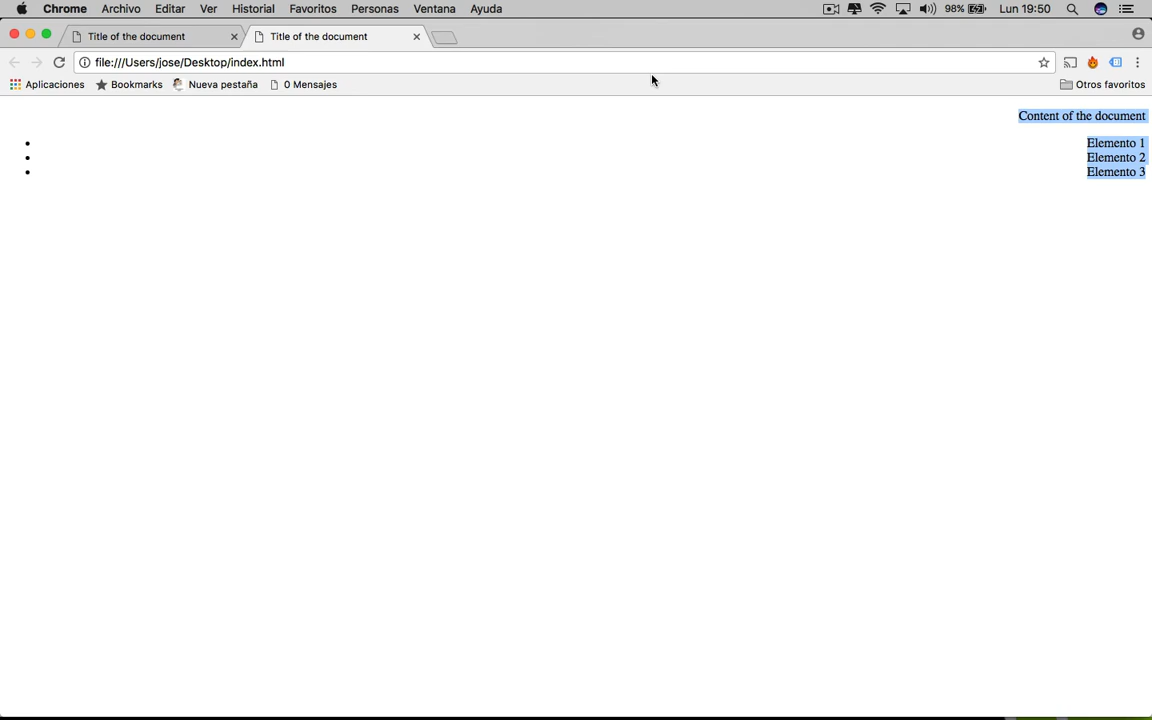 Chrome Archivo Editar Ver Historial Favoritos Personas Ventana Ayuda 98% Lun 19:50
Title of the document Title of the document
file:///Users/jose/Desktop/index.html
Aplicaciones Bookmarks Nueva pestaña 0 Mensajes Otros favoritos
Content of the document
• Elemento 1
• Elemento 2
• Elemento 3